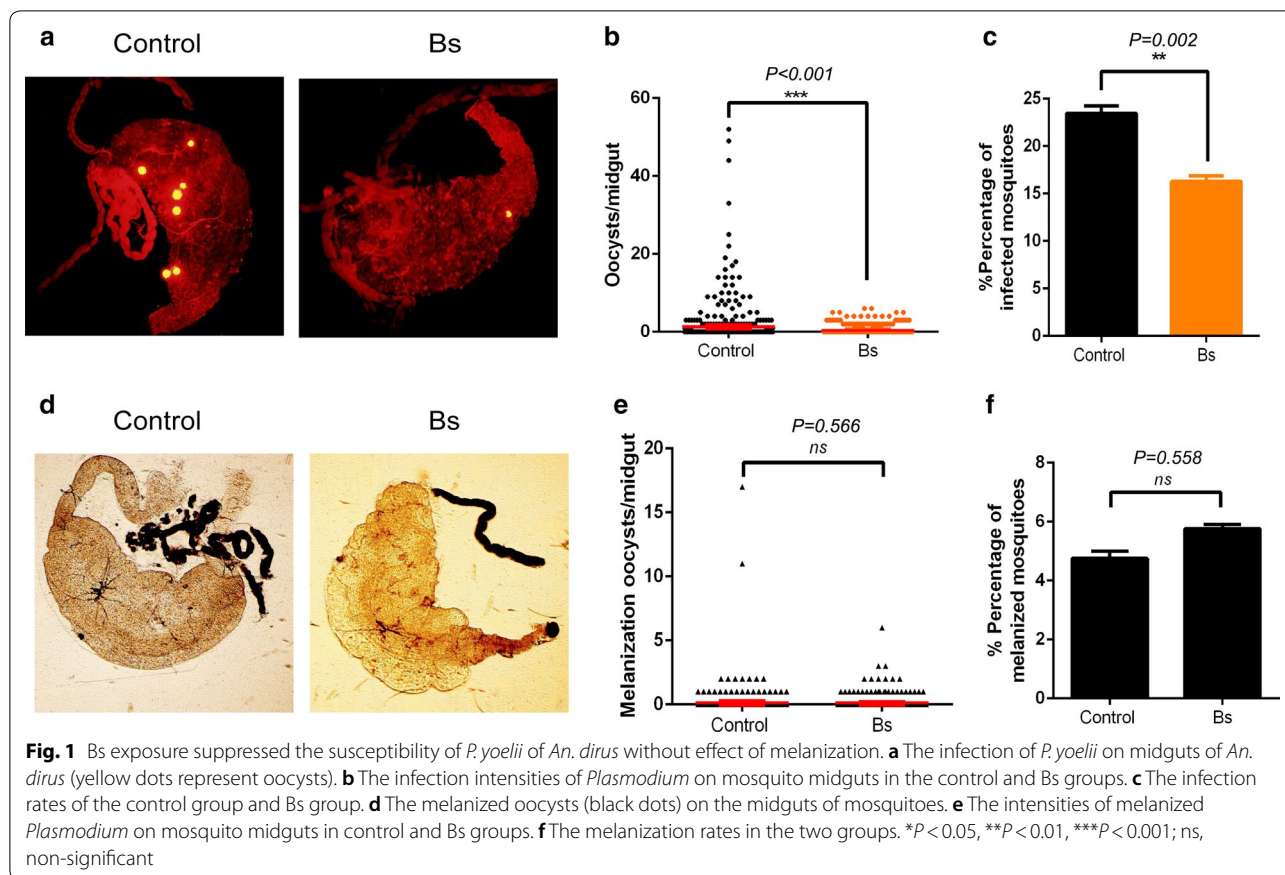 a
Control
Bs
b
P<0.001
***
60
40
20
0
Oocysts/midgut
Control
Bs
c
P=0.002
**
25
20
15
10
5
0
%Percentage of
infected mosquitoes
Control
Bs
d
Control
Bs
e
P=0.566
ns
20
15
10
5
0
Melanization oocysts/midgut
Control
Bs
f
P=0.558
ns
8
6
4
2
0
% Percentage of
melanized mosquitoes
Control
Bs
Fig. 1 Bs exposure suppressed the susceptibility of P. yoelii of An. dirus without effect of melanization. a The infection of P. yoelii on midguts of An.
dirus (yellow dots represent oocysts). b The infection intensities of Plasmodium on mosquito midguts in the control and Bs groups. c The infection
rates of the control group and Bs group. d The melanized oocysts (black dots) on the midguts of mosquitoes. e The intensities of melanized
Plasmodium on mosquito midguts in control and Bs groups. f The melanization rates in the two groups. *P < 0.05, **P < 0.01, ***P < 0.001; ns,
non-significant